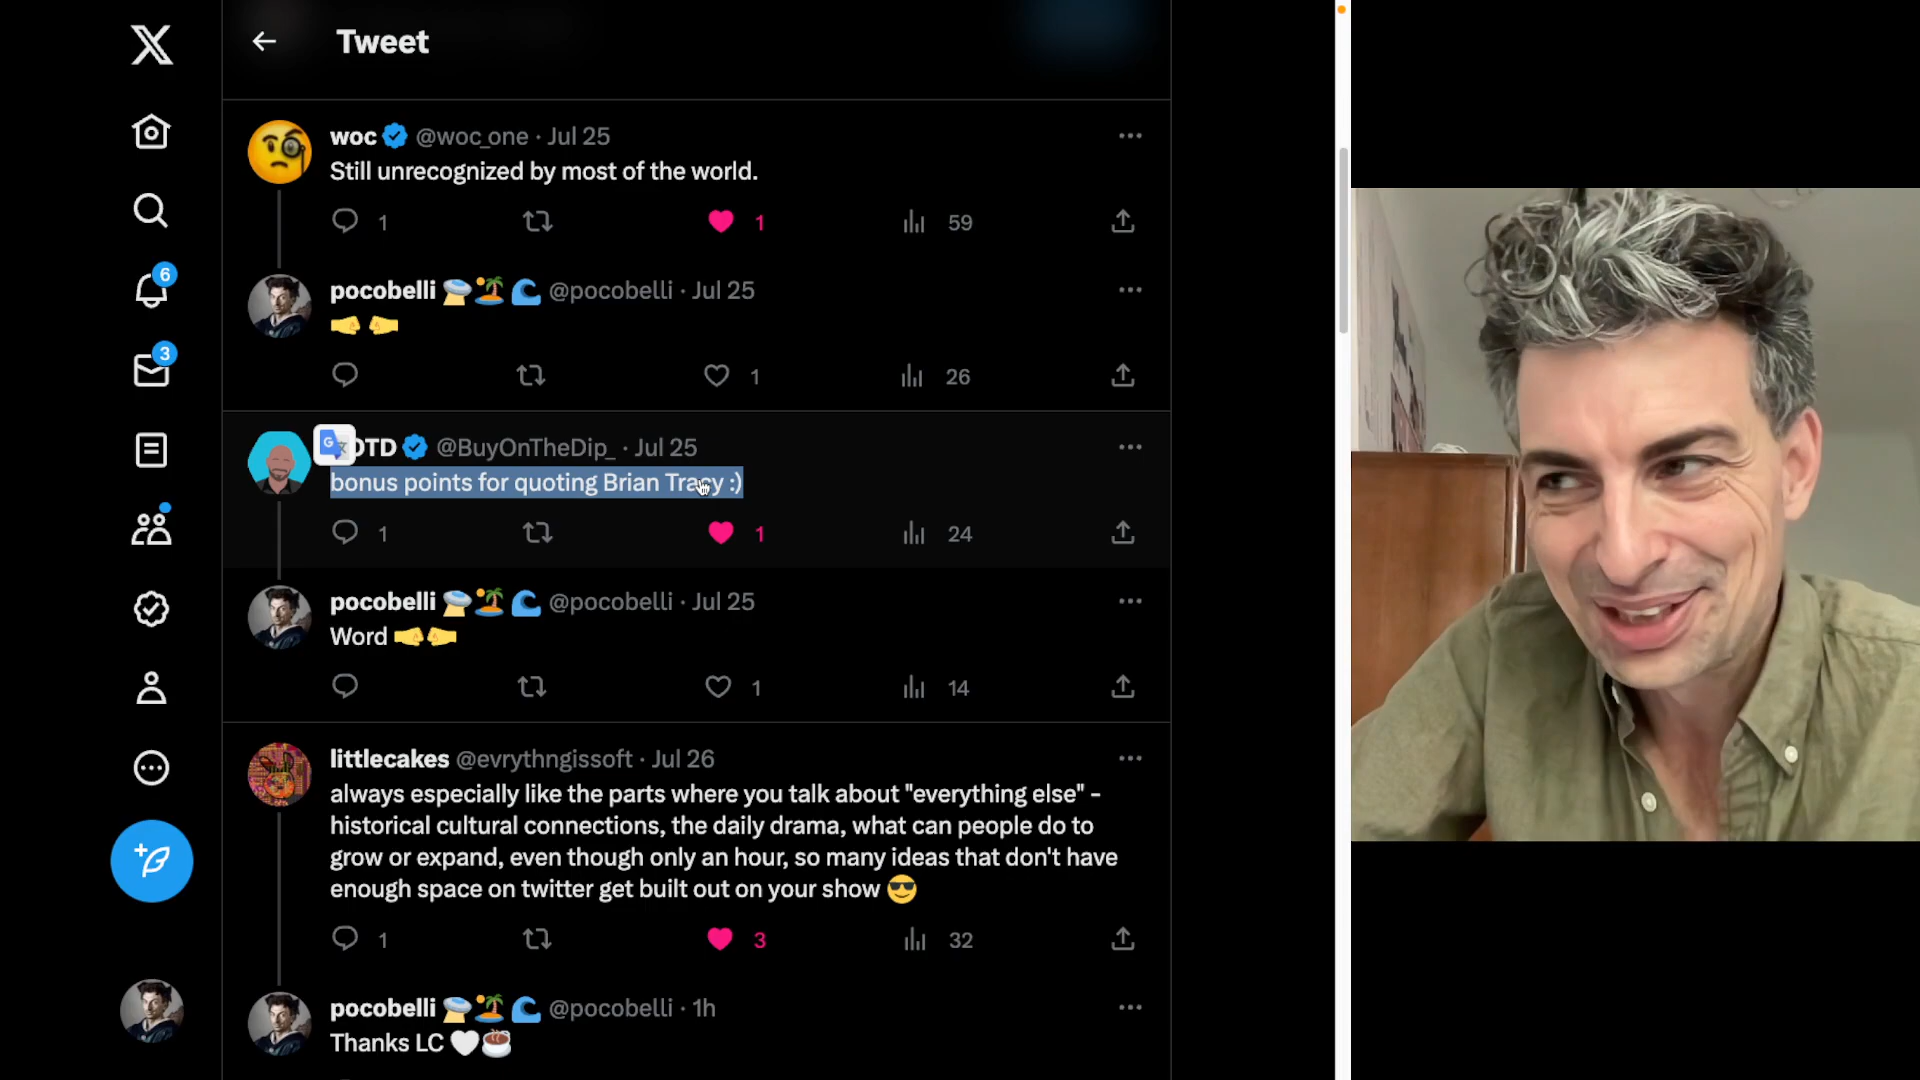 Tweet
woc @woc_one · Jul 25
Still unrecognized by most of the world.
1 1 59
pocobelli @pocobelli · Jul 25
1 26
6
3
OTD @BuyOnTheDip_ · Jul 25
bonus points for quoting Brian Tracy :)
1 1 24
pocobelli @pocobelli · Jul 25
Word
1 14
littlecakes @evrythngissoft · Jul 26
always especially like the parts where you talk about "everything else" -
historical cultural connections, the daily drama, what can people do to
grow or expand, even though only an hour, so many ideas that don't have
enough space on twitter get built out on your show
1 3 32
pocobelli @pocobelli · 1h
Thanks LC